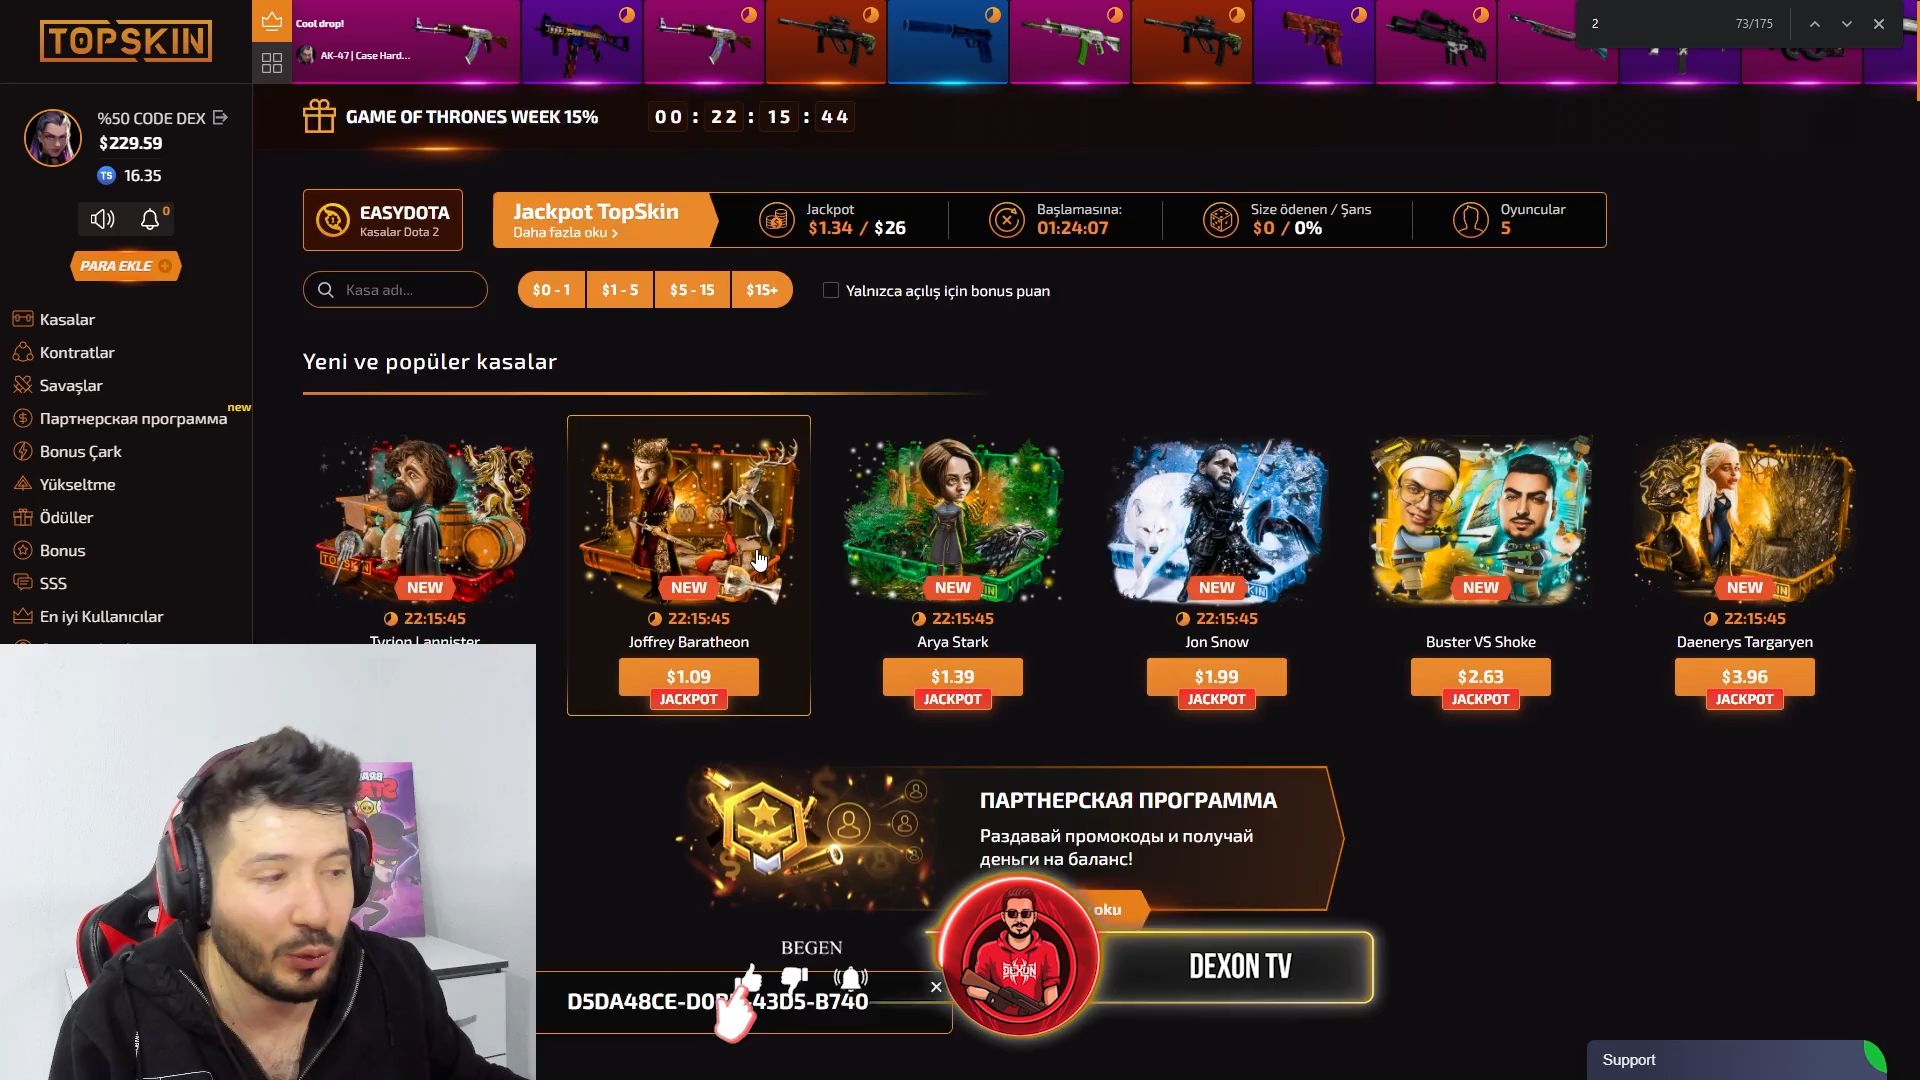 TOPSKIN
Cool drop!
AK-47 | Case Hard...
2
73/175
%50 CODE DEX
$229.59
TS 16.35
0
PARA EKLE
GAME OF THRONES WEEK 15%
00 : 22 : 15 : 44
EASYDOTA
Kasalar Dota 2
Jackpot TopSkin
Daha fazla oku >
Jackpot
$1.34 / $26
Başlamasına:
01:24:07
Size ödenen / Şans
$0 / 0%
Oyuncular
5
Kasa adı...
$0 - 1
$1 - 5
$5 - 15
$15+
Yalnızca açılış için bonus puan
Kasalar
Kontratlar
Savaşlar
Партнерская программа
new
Bonus Çark
Yükseltme
Ödüller
Bonus
SSS
En iyi Kullanıcılar
Yeni ve popüler kasalar
TOPSKIN
NEW
22:15:45
Tyrion Lannister
NEW
22:15:45
Joffrey Baratheon
$1.09
JACKPOT
NEW
22:15:45
Arya Stark
$1.39
JACKPOT
NEW
22:15:45
Jon Snow
$1.99
JACKPOT
NEW
Buster VS Shoke
$2.63
JACKPOT
NEW
22:15:45
Daenerys Targaryen
$3.96
JACKPOT
ПАРТНЕРСКАЯ ПРОГРАММА
Раздавай промокоды и получай
деньги на баланс!
oku
BEGEN
DEXON
DEXON TV
Support